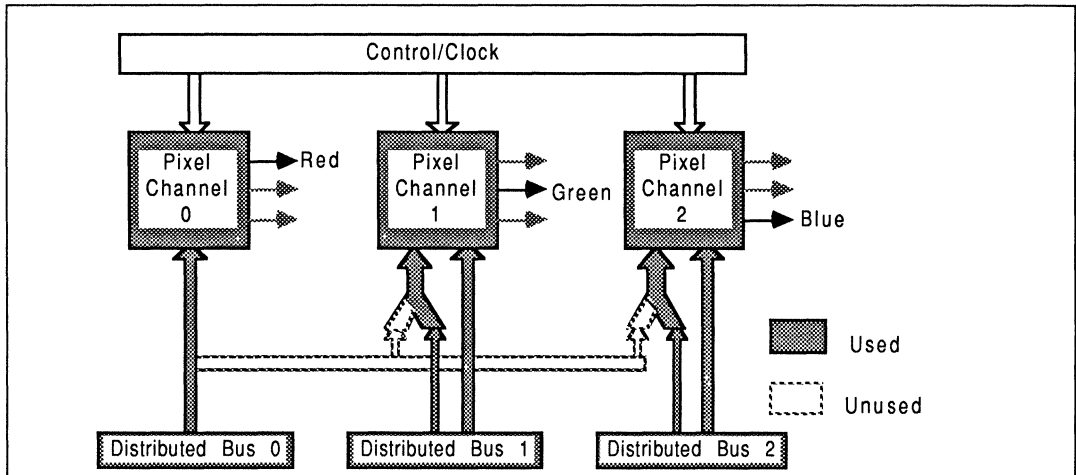 Control/Clock
Pixel
Channel
0
Red
Pixel
Channel
1
Green
Pixel
Channel
2
Blue
Used
Unused
Distributed Bus 0
Distributed Bus 1
Distributed Bus 2